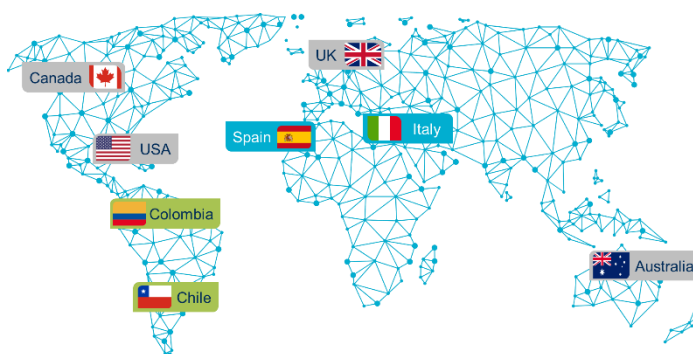 UK
Canada
Italy
Spain
USA
Colombia
Australia
Chile